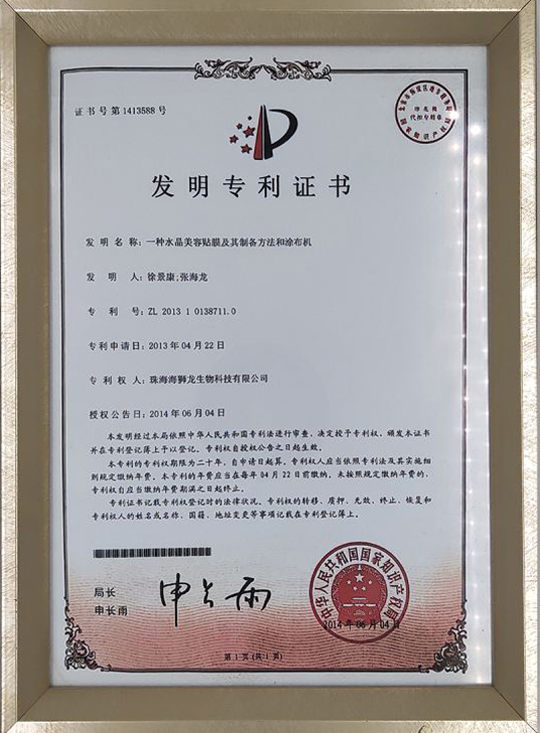 证书号第1413588号
发明专利证书
发 明 名 称：一种水晶美容贴膜及其制备方法和涂布机
发 明 人：徐景康;张海龙
专 利 号：ZL 2013 1 0138711.0
专利申请日：2013年04月22日
专 利 权 人：珠海海狮龙生物科技有限公司
授权公告日：2014年06月04日
本发明经过本局依照中华人民共和国专利法进行审查，决定授予专利权，颁发本证书
并在专利登记簿上予以登记。专利权自授权公告之日起生效。
本专利的专利权期限为二十年，自申请日起算。专利权人应当依照专利法及其实施细
则规定缴纳年费。本专利的年费应当在每年04月22日前缴纳。未按照规定缴纳年费的，
专利权自应当缴纳年费期满之日起终止。
专利证书记载专利权登记时的法律状况。专利权的转移、质押、无效、终止、恢复和
专利权人的姓名或名称、国籍、地址变更等事项记载在专利登记簿上。
局长
申长雨
申长雨
中华人民共和国国家知识产权局
2014年06月04日
第1页(共1页)